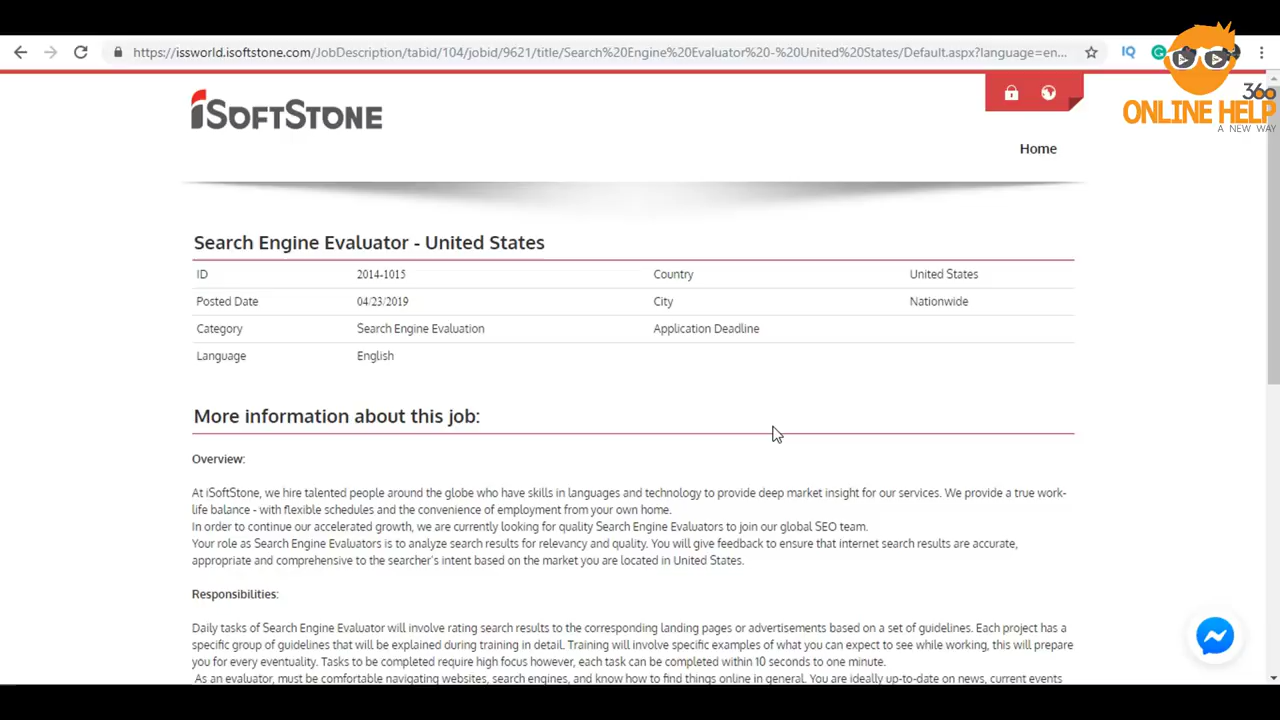 https://issworld.isoftstone.com/JobDescription/tabid/104/jobid/9621/title/Search%20Engine%20Evaluator%20-%20United%20States/Default.aspx?language=en...
IQ
360
ONLINE HELP
A NEW WAY
iSOFTSTONE
Home
Search Engine Evaluator - United States
ID 2014-1015 Country United States
Posted Date 04/23/2019 City Nationwide
Category Search Engine Evaluation Application Deadline
Language English
More information about this job:
Overview:
At iSoftStone, we hire talented people around the globe who have skills in languages and technology to provide deep market insight for our services. We provide a true work-
life balance - with flexible schedules and the convenience of employment from your own home.
In order to continue our accelerated growth, we are currently looking for quality Search Engine Evaluators to join our global SEO team.
Your role as Search Engine Evaluators is to analyze search results for relevancy and quality. You will give feedback to ensure that internet search results are accurate,
appropriate and comprehensive to the searcher's intent based on the market you are located in United States.
Responsibilities:
Daily tasks of Search Engine Evaluator will involve rating search results to the corresponding landing pages or advertisements based on a set of guidelines. Each project has a
specific group of guidelines that will be explained during training in detail. Training will involve specific examples of what you can expect to see while working, this will prepare
you for every eventuality. Tasks to be completed require high focus however, each task can be completed within 10 seconds to one minute.
As an evaluator, must be comfortable navigating websites, search engines, and know how to find things online in general. You are ideally up-to-date on news, current events